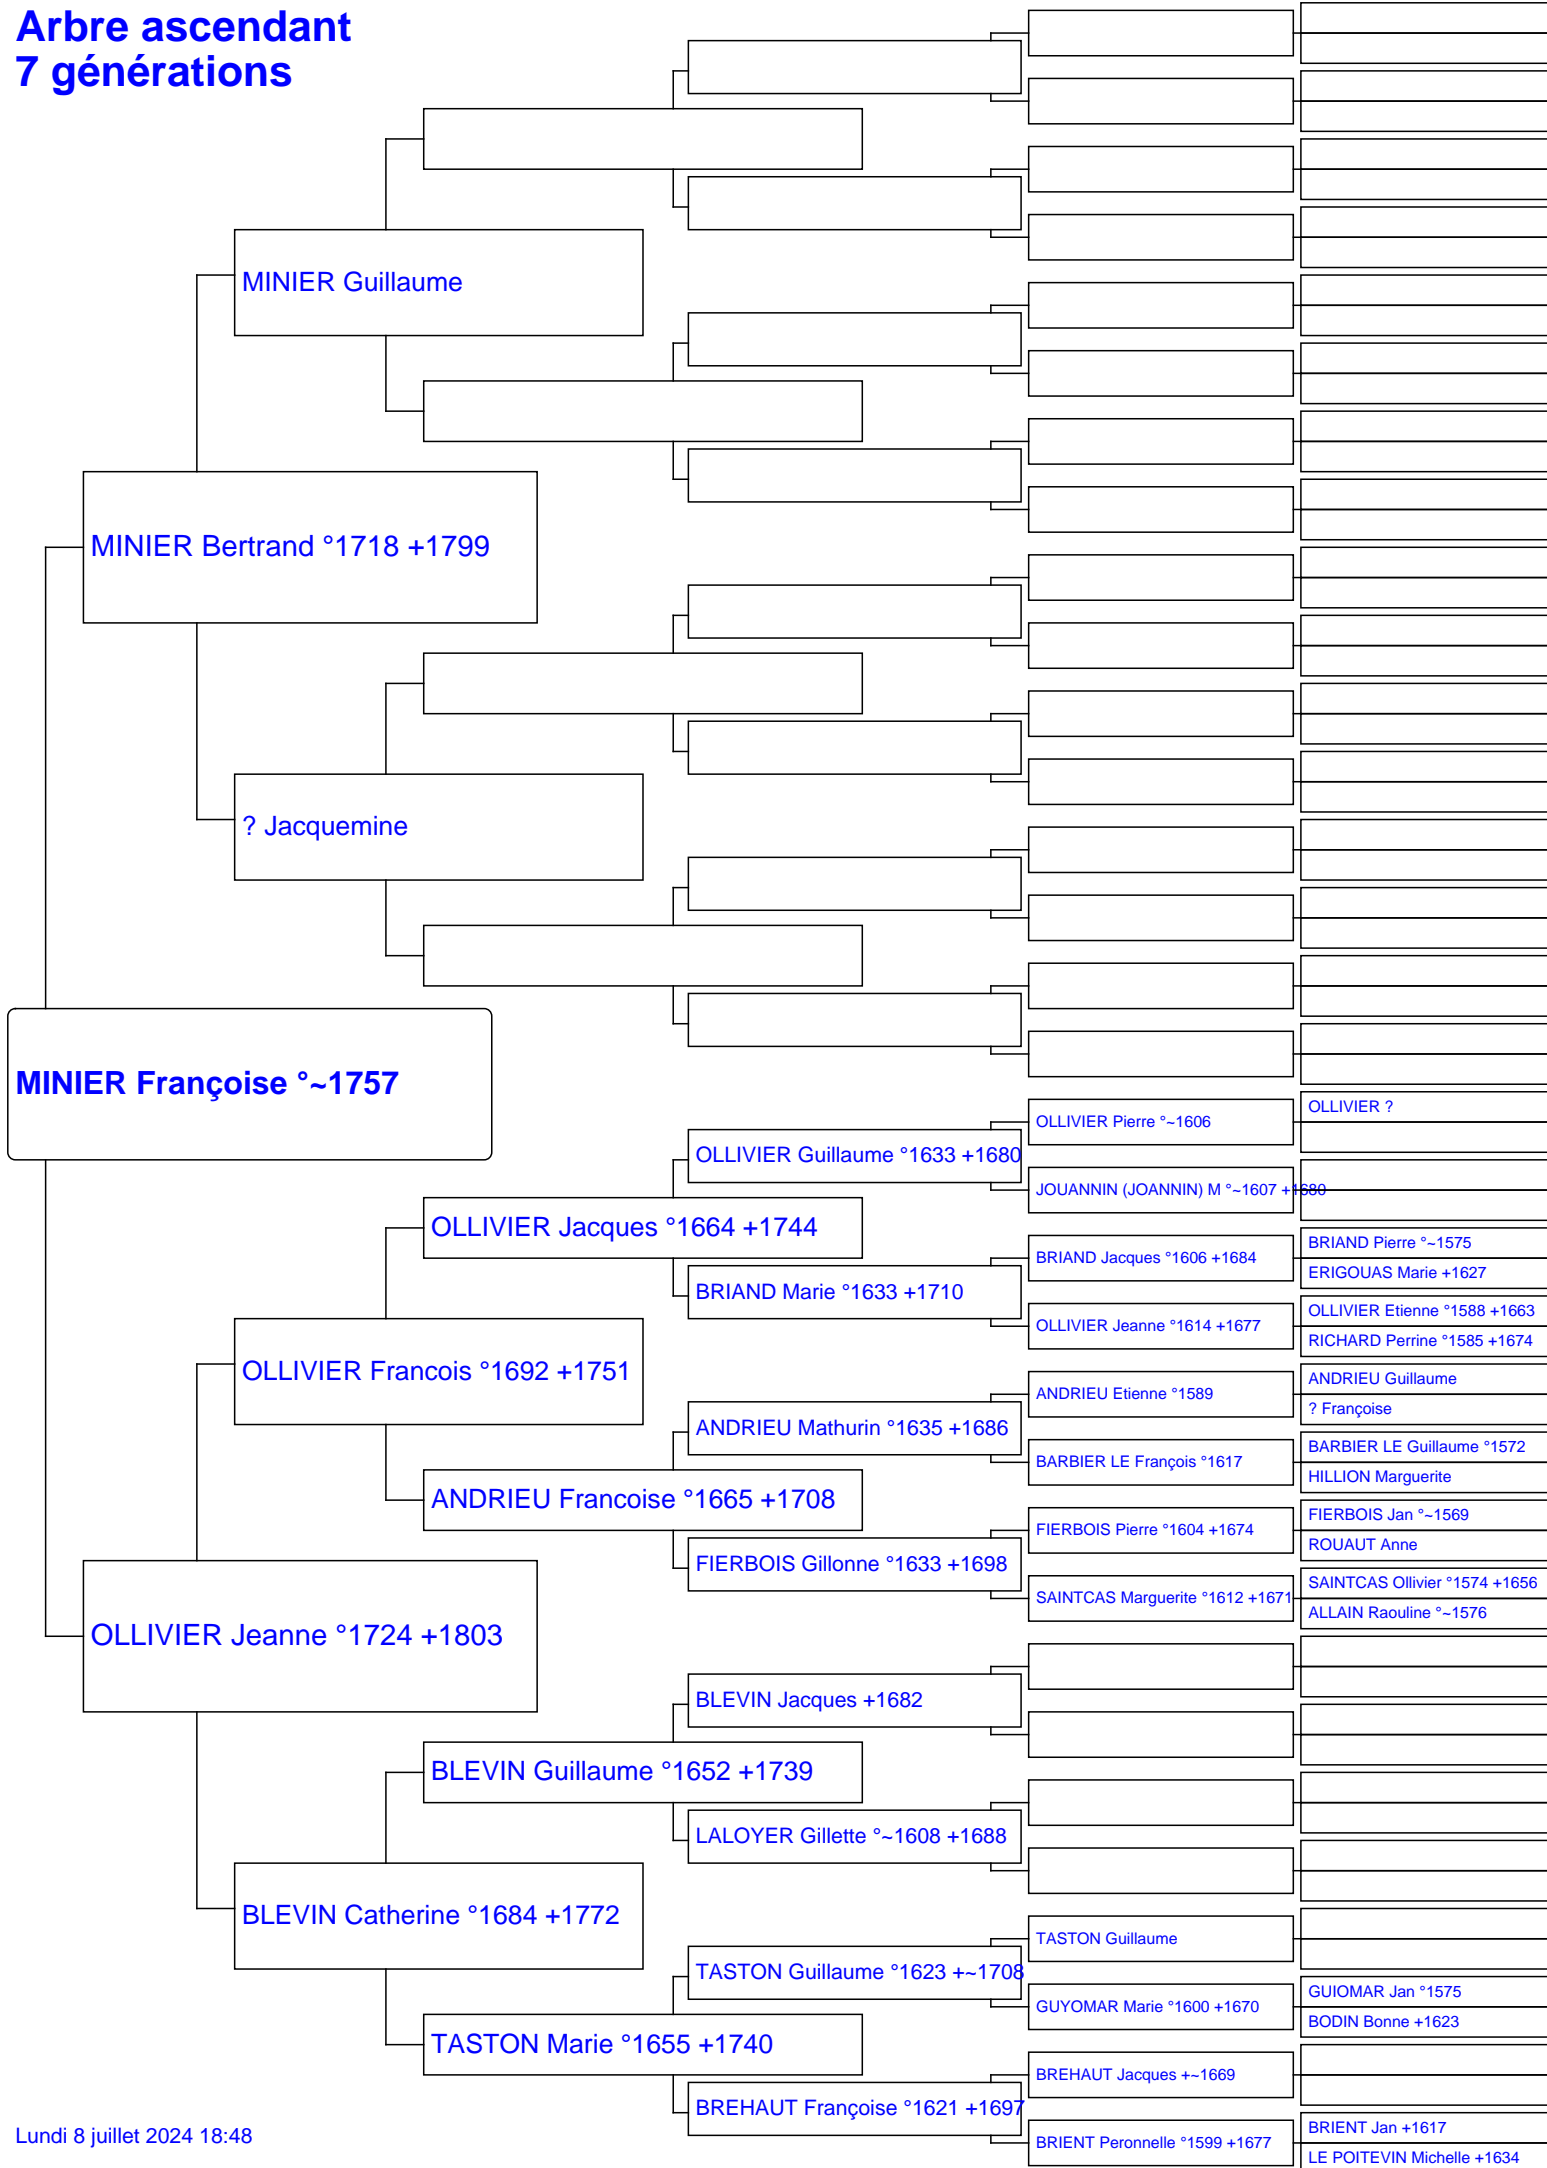 Arbre ascendant
7 générations
MINIER Guillaume
MINIER Bertrand °1718 +1799
? Jacquemine
MINIER Françoise °~1757
OLLIVIER ?
OLLIVIER Pierre °~1606
OLLIVIER Guillaume °1633 +1680
JOUANNIN (JOANNIN) M °~1607 +1680
OLLIVIER Jacques °1664 +1744
BRIAND Pierre °~1575
BRIAND Jacques °1606 +1684
ERIGOUAS Marie +1627
BRIAND Marie °1633 +1710
OLLIVIER Etienne °1588 +1663
OLLIVIER Jeanne °1614 +1677
RICHARD Perrine °1585 +1674
OLLIVIER Francois °1692 +1751
ANDRIEU Guillaume
ANDRIEU Etienne °1589
? Françoise
ANDRIEU Mathurin °1635 +1686
BARBIER LE Guillaume °1572
BARBIER LE François °1617
HILLION Marguerite
ANDRIEU Francoise °1665 +1708
FIERBOIS Jan °~1569
FIERBOIS Pierre °1604 +1674
ROUAUT Anne
FIERBOIS Gillonne °1633 +1698
SAINTCAS Ollivier °1574 +1656
SAINTCAS Marguerite °1612 +1671
ALLAIN Raouline °~1576
OLLIVIER Jeanne °1724 +1803
BLEVIN Jacques +1682
BLEVIN Guillaume °1652 +1739
LALOYER Gillette °~1608 +1688
BLEVIN Catherine °1684 +1772
TASTON Guillaume
TASTON Guillaume °1623 +~1708
GUIOMAR Jan °1575
GUYOMAR Marie °1600 +1670
BODIN Bonne +1623
TASTON Marie °1655 +1740
BREHAUT Jacques +~1669
BREHAUT Françoise °1621 +1697
BRIENT Jan +1617
BRIENT Peronnelle °1599 +1677
LE POITEVIN Michelle +1634
Lundi 8 juillet 2024 18:48